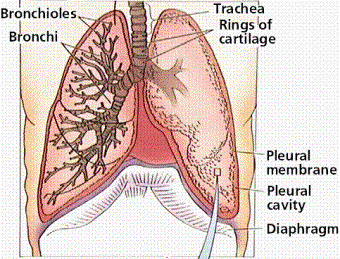 Bronchioles
Bronchi
Trachea
Rings of
cartilage
Pleural
membrane
Pleural
cavity
Diaphragm